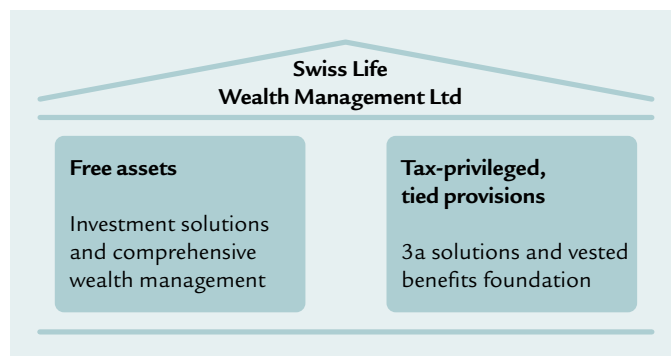 Swiss Life
Wealth Management Ltd
Free assets
Investment solutions
and comprehensive
wealth management
Tax-privileged,
tied provisions
3a solutions and vested
benefits foundation